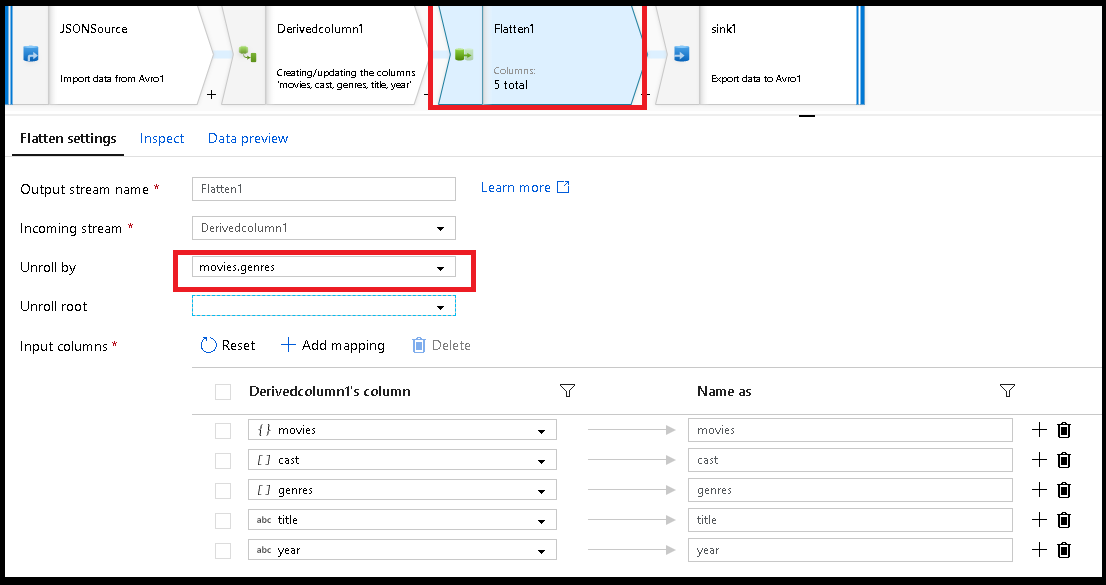 JSONSource
Import data from Avro1
+
Derivedcolumn1
Creating/updating the columns
'movies, cast, genres, title, year'
Flatten1
Columns:
5 total
sink1
Export data to Avro1
Flatten settings
Inspect
Data preview
Output stream name *
Flatten1
Learn more
Incoming stream *
Derivedcolumn1
Unroll by
movies.genres
Unroll root
Input columns *
Reset
+ Add mapping
Delete
Derivedcolumn1's column
Name as
{ } movies
movies
[ ] cast
cast
[ ] genres
genres
abc title
title
abc year
year